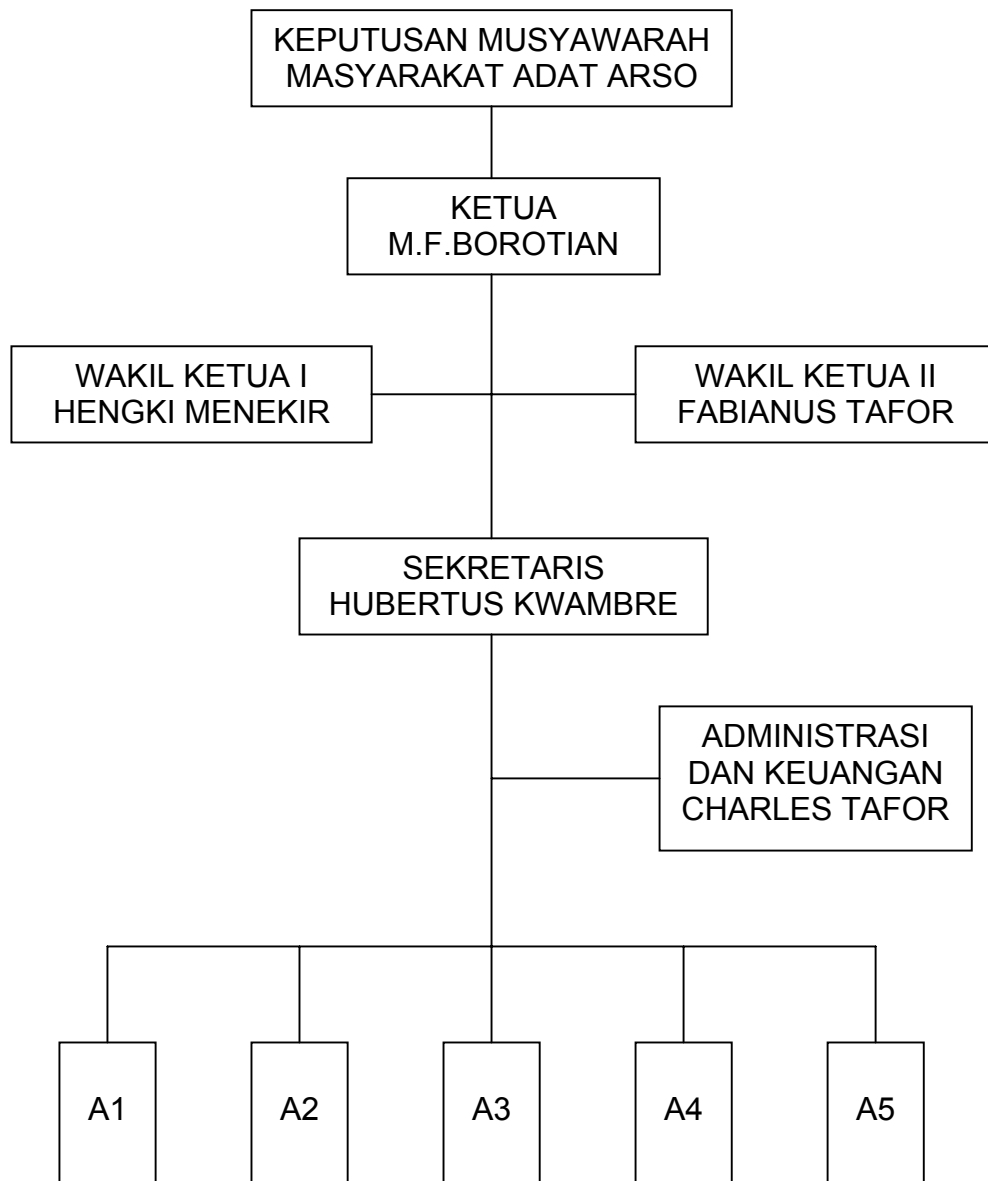 KEPUTUSAN MUSYAWARAH
MASYARAKAT ADAT ARSO
KETUA
M.F.BOROTIAN
WAKIL KETUA I
HENGKI MENEKIR
WAKIL KETUA II
FABIANUS TAFOR
SEKRETARIS
HUBERTUS KWAMBRE
ADMINISTRASI
DAN KEUANGAN
CHARLES TAFOR
A1
A2
A3
A4
A5